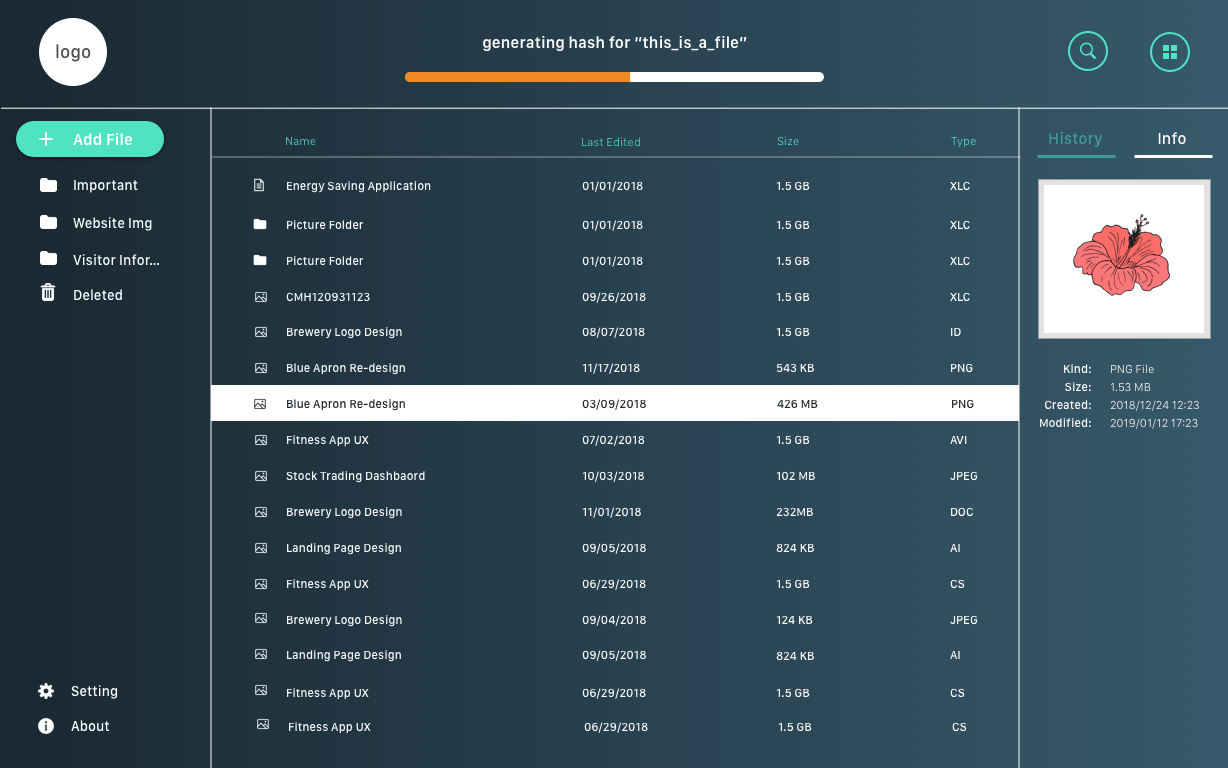 logo
generating hash for “this_is_a_file”
Add File
Important
Website Img
Visitor Infor...
Deleted
Setting
About
Name Last Edited Size Type
Energy Saving Application 01/01/2018 1.5 GB XLC
Picture Folder 01/01/2018 1.5 GB XLC
Picture Folder 01/01/2018 1.5 GB XLC
CMH120931123 09/26/2018 1.5 GB XLC
Brewery Logo Design 08/07/2018 1.5 GB ID
Blue Apron Re-design 11/17/2018 543 KB PNG
Blue Apron Re-design 03/09/2018 426 MB PNG
Fitness App UX 07/02/2018 1.5 GB AVI
Stock Trading Dashbaord 10/03/2018 102 MB JPEG
Brewery Logo Design 11/01/2018 232MB DOC
Landing Page Design 09/05/2018 824 KB AI
Fitness App UX 06/29/2018 1.5 GB CS
Brewery Logo Design 09/04/2018 124 KB JPEG
Landing Page Design 09/05/2018 824 KB AI
Fitness App UX 06/29/2018 1.5 GB CS
Fitness App UX 06/29/2018 1.5 GB CS
History Info
Kind: PNG File
Size: 1.53 MB
Created: 2018/12/24 12:23
Modified: 2019/01/12 17:23